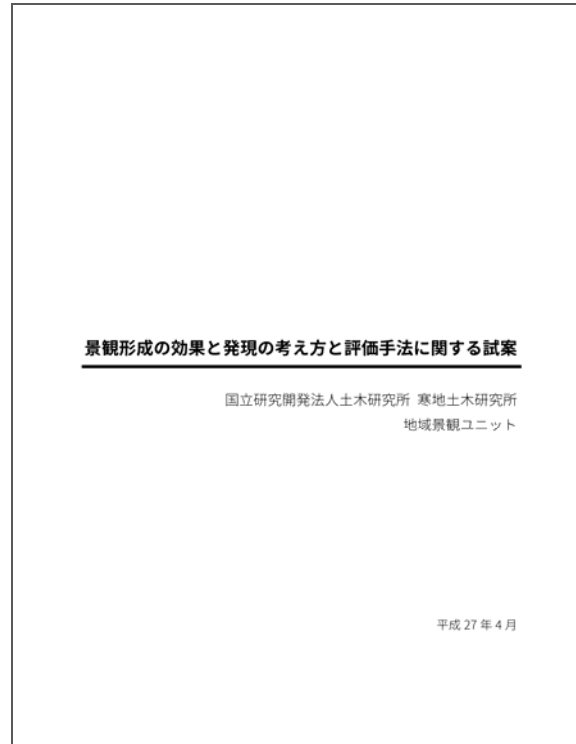 景観形成の効果と発現の考え方と評価手法に関する試案
国立研究開発法人土木研究所 寒地土木研究所
地域景観ユニット
平成 27 年 4 月